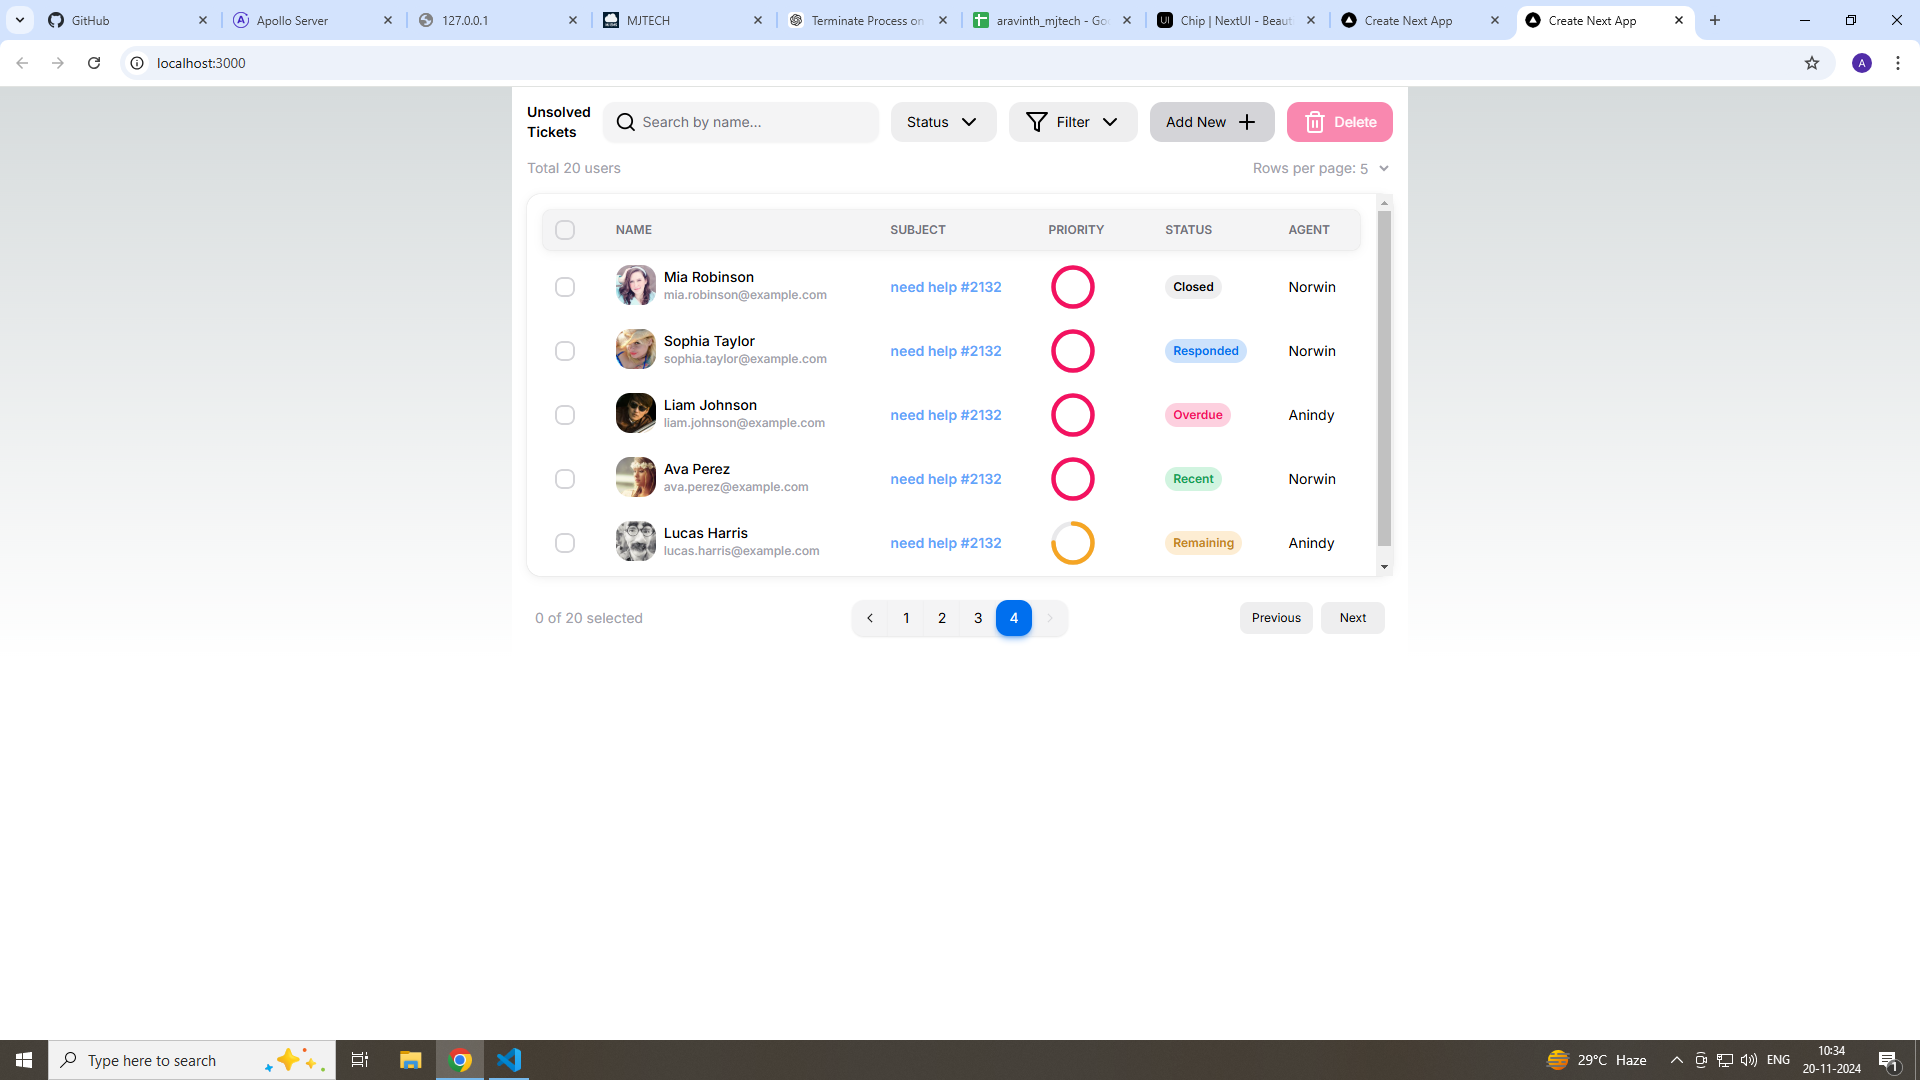 GitHub
Apollo Server
127.0.0.1
MJTECH
Terminate Process on
aravinth_mjtech - Goo
UI
Chip | NextUI - Beaut
Create Next App
Create Next App
localhost:3000
A
Unsolved
Tickets
Search by name...
Status
Filter
Add New
Delete
Total 20 users
Rows per page: 5
NAME SUBJECT PRIORITY STATUS AGENT
Mia Robinson
mia.robinson@example.com
need help #2132
Closed
Norwin
Sophia Taylor
sophia.taylor@example.com
need help #2132
Responded
Norwin
Liam Johnson
liam.johnson@example.com
need help #2132
Overdue
Anindy
Ava Perez
ava.perez@example.com
need help #2132
Recent
Norwin
Lucas Harris
lucas.harris@example.com
need help #2132
Remaining
Anindy
0 of 20 selected
1 2 3 4
Previous
Next
Type here to search
29°C Haze
ENG
10:34
20-11-2024
1